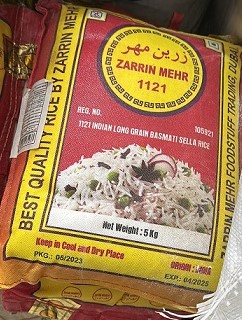 زرین مهر
ZARRIN MEHR
1121
REG. NO.
105921
1121 INDIAN LONG GRAIN BASMATI SELLA RICE
Net Weight : 5 Kg
Keep in Cool and Dry Place
PKG.: 05/2023
ORIGIN : INDIA
EXP.: 04/2025
BEST QUALITY RICE BY ZARRIN MEHR
ZARRIN MEHR FOODSTUFF TRADING, DUBAI